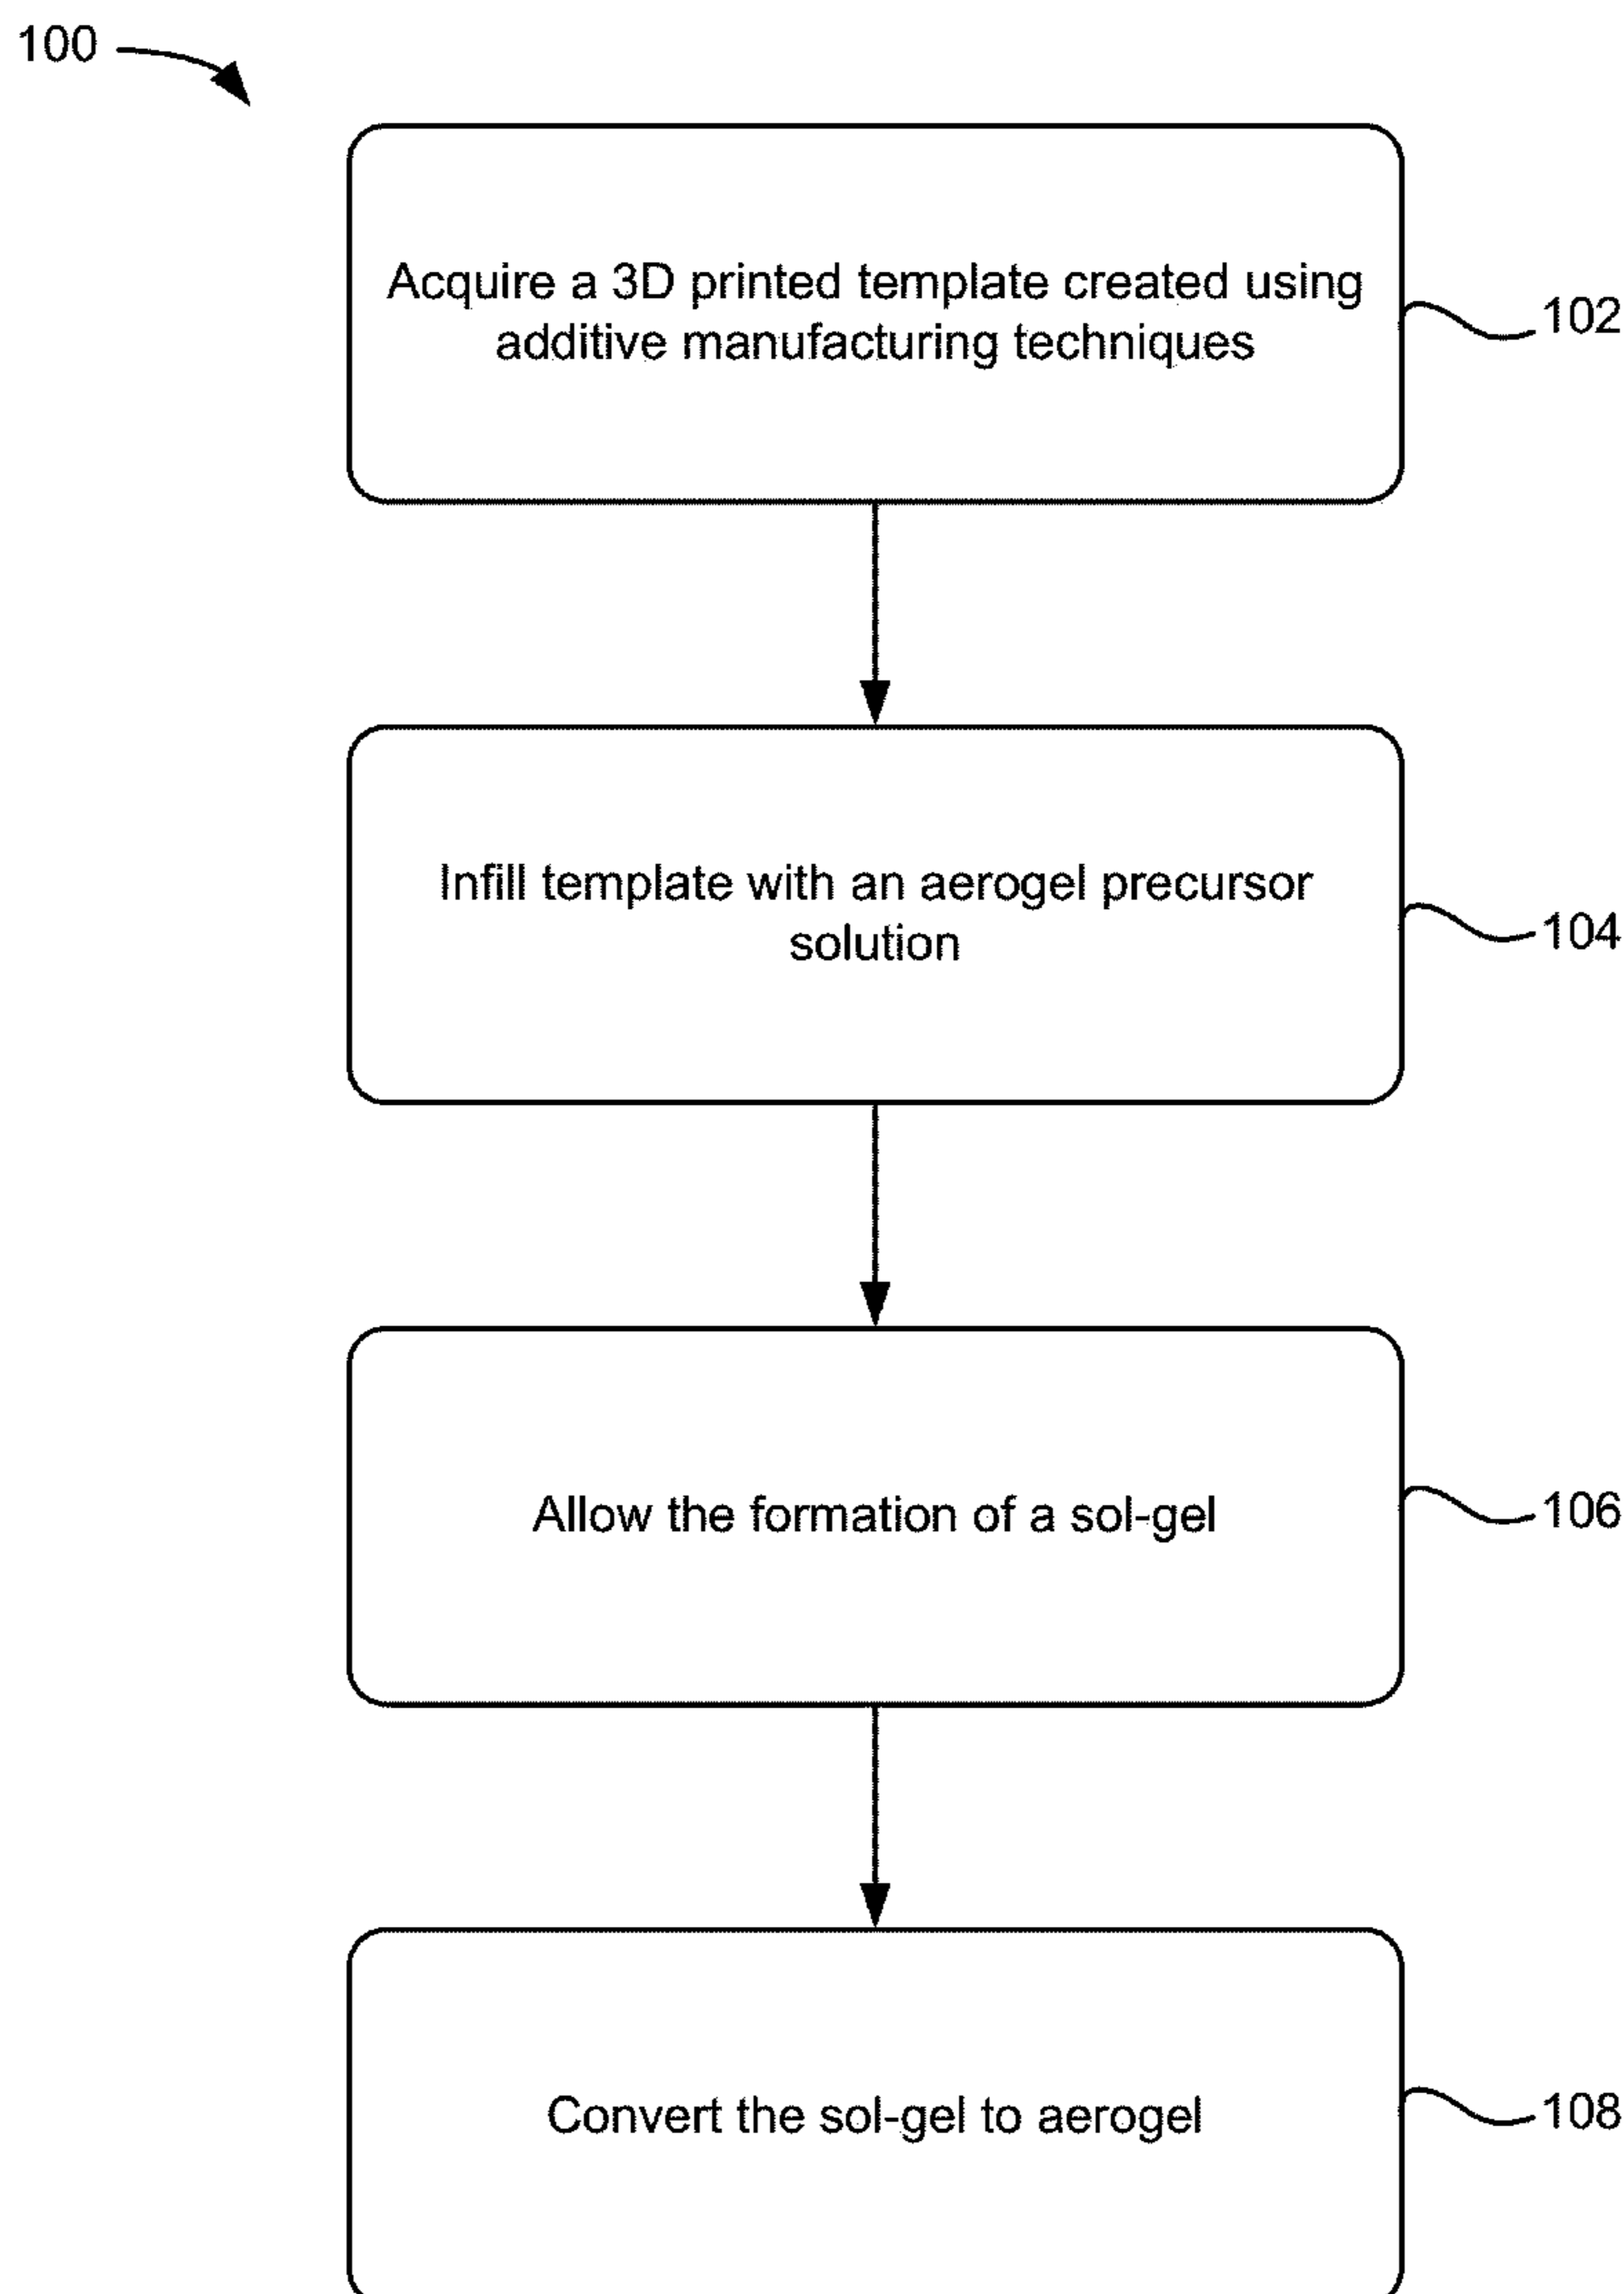 100
Acquire a 3D printed template created using
additive manufacturing techniques
102
Infill template with an aerogel precursor
solution
104
Allow the formation of a sol-gel
106
Convert the sol-gel to aerogel
108